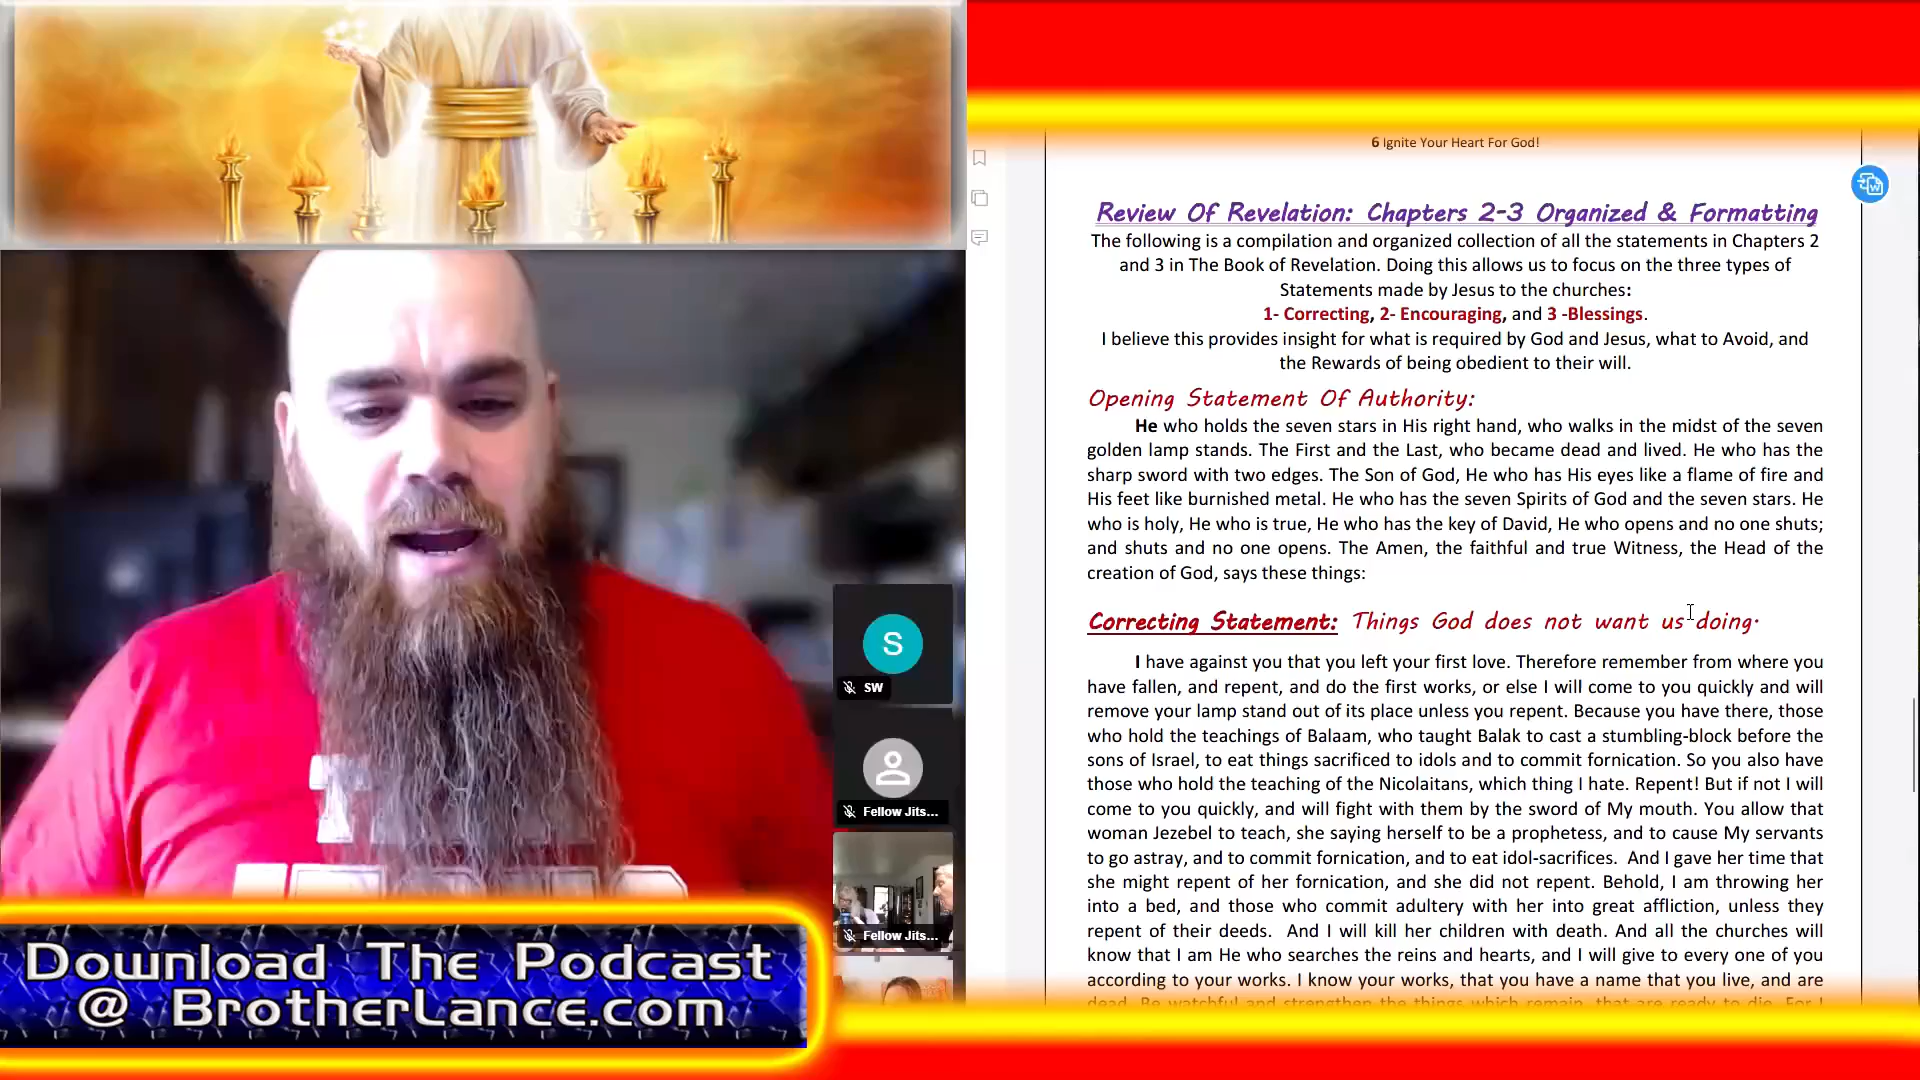 6 Ignite Your Heart For God!
Review Of Revelation: Chapters 2-3 Organized & Formatting
The following is a compilation and organized collection of all the statements in Chapters 2
and 3 in The Book of Revelation. Doing this allows us to focus on the three types of
Statements made by Jesus to the churches:
1- Correcting, 2- Encouraging, and 3 -Blessings.
I believe this provides insight for what is required by God and Jesus, what to Avoid, and
the Rewards of being obedient to their will.
Opening Statement Of Authority:
He who holds the seven stars in His right hand, who walks in the midst of the seven
golden lamp stands. The First and the Last, who became dead and lived. He who has the
sharp sword with two edges. The Son of God, He who has His eyes like a flame of fire and
His feet like burnished metal. He who has the seven Spirits of God and the seven stars. He
who is holy, He who is true, He who has the key of David, He who opens and no one shuts;
and shuts and no one opens. The Amen, the faithful and true Witness, the Head of the
creation of God, says these things:
Correcting Statement: Things God does not want us doing.
I have against you that you left your first love. Therefore remember from where you
have fallen, and repent, and do the first works, or else I will come to you quickly and will
remove your lamp stand out of its place unless you repent. Because you have there, those
who hold the teachings of Balaam, who taught Balak to cast a stumbling-block before the
sons of Israel, to eat things sacrificed to idols and to commit fornication. So you also have
those who hold the teaching of the Nicolaitans, which thing I hate. Repent! But if not I will
come to you quickly, and will fight with them by the sword of My mouth. You allow that
woman Jezebel to teach, she saying herself to be a prophetess, and to cause My servants
to go astray, and to commit fornication, and to eat idol-sacrifices. And I gave her time that
she might repent of her fornication, and she did not repent. Behold, I am throwing her
into a bed, and those who commit adultery with her into great affliction, unless they
repent of their deeds. And I will kill her children with death. And all the churches will
know that I am He who searches the reins and hearts, and I will give to every one of you
according to your works. I know your works, that you have a name that you live, and are
dead. Be watchful and strengthen the things which remain, that are ready to die. For I
S
SW
Fellow Jits...
Fellow Jits...
Download The Podcast
@ BrotherLance.com